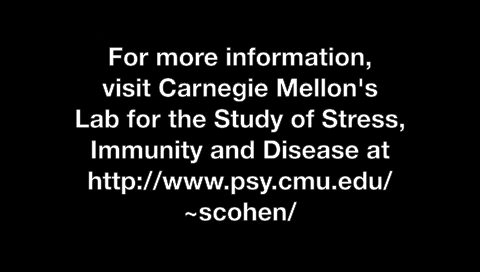 For more information,
visit Carnegie Mellon's
Lab for the Study of Stress,
Immunity and Disease at
http://www.psy.cmu.edu/
~scohen/